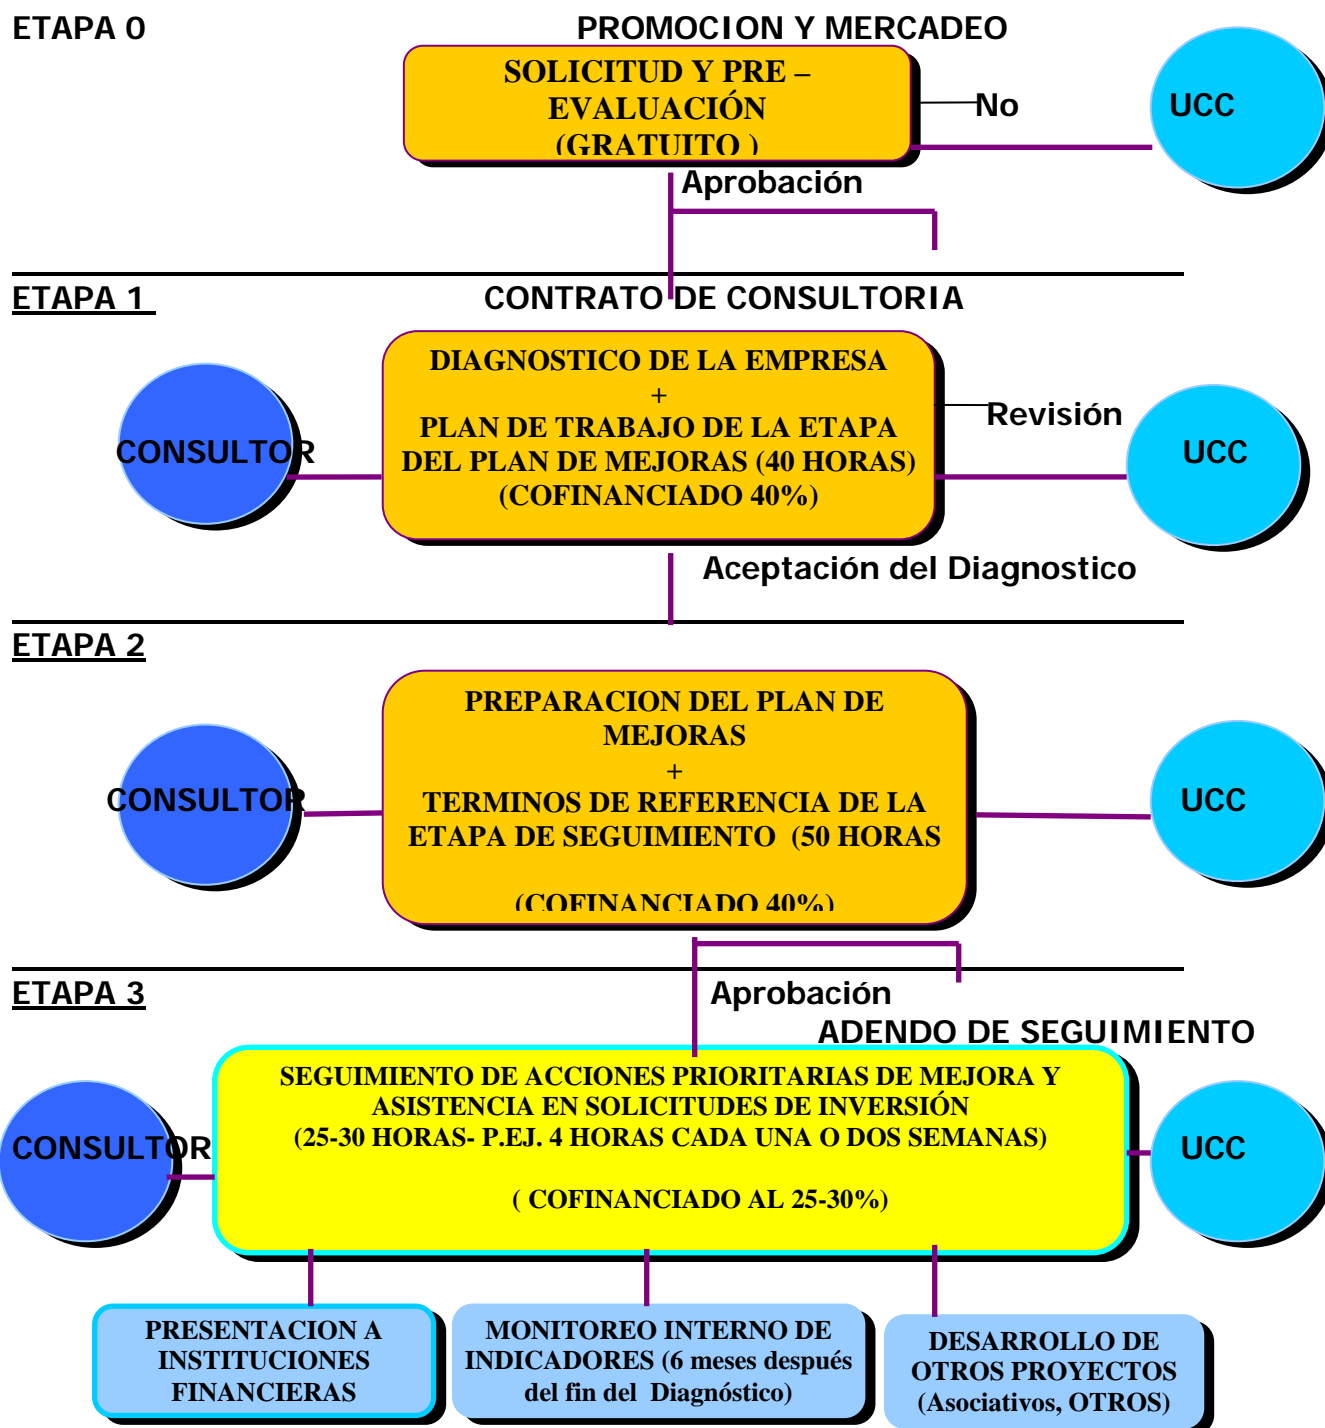 ETAPA 0
PROMOCION Y MERCADEO
SOLICITUD Y PRE –
EVALUACIÓN
(GRATUITO )
No
UCC
Aprobación
ETAPA 1
CONTRATO DE CONSULTORIA
DIAGNOSTICO DE LA EMPRESA
+
PLAN DE TRABAJO DE LA ETAPA
DEL PLAN DE MEJORAS (40 HORAS)
(COFINANCIADO 40%)
CONSULTOR
Revisión
UCC
Aceptación del Diagnostico
ETAPA 2
PREPARACION DEL PLAN DE
MEJORAS
+
TERMINOS DE REFERENCIA DE LA
ETAPA DE SEGUIMIENTO (50 HORAS
(COFINANCIADO 40%)
CONSULTOR
UCC
ETAPA 3
Aprobación
ADENDO DE SEGUIMIENTO
SEGUIMIENTO DE ACCIONES PRIORITARIAS DE MEJORA Y
ASISTENCIA EN SOLICITUDES DE INVERSIÓN
(25-30 HORAS- P.EJ. 4 HORAS CADA UNA O DOS SEMANAS)
( COFINANCIADO AL 25-30%)
CONSULTOR
UCC
PRESENTACION A
INSTITUCIONES
FINANCIERAS
MONITOREO INTERNO DE
INDICADORES (6 meses después
del fin del Diagnóstico)
DESARROLLO DE
OTROS PROYECTOS
(Asociativos, OTROS)